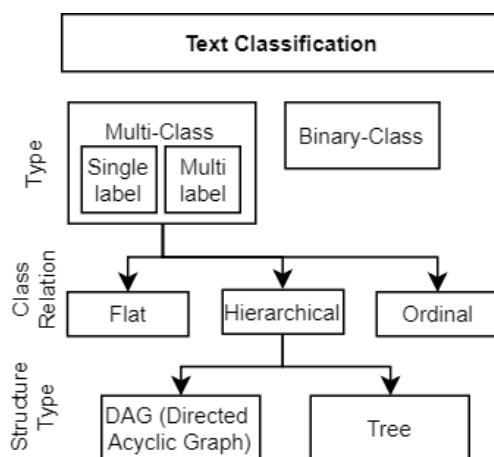 Text Classification
Type
Multi-Class
Single
label
Multi
label
Binary-Class
Class
Relation
Flat
Hierarchical
Ordinal
Structure
Type
DAG (Directed
Acyclic Graph)
Tree